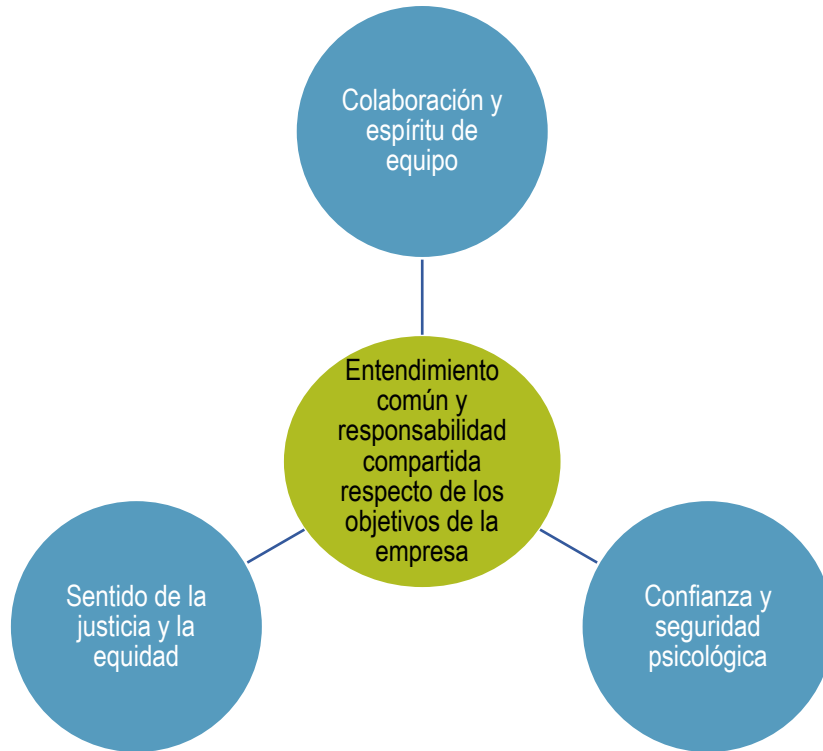 Colaboración y
espíritu de
equipo
Entendimiento
común y
responsabilidad
compartida
respecto de los
objetivos de la
empresa
Sentido de la
justicia y la
equidad
Confianza y
seguridad
psicológica